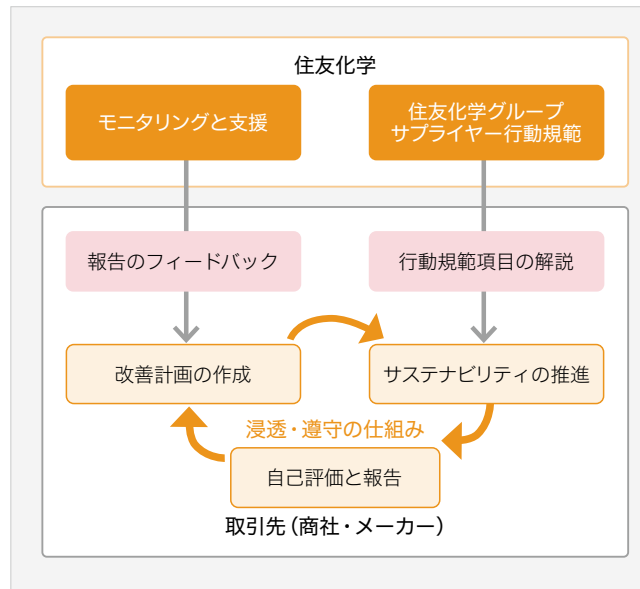 住友化学
モニタリングと支援
住友化学グループ
サプライヤー行動規範
報告のフィードバック
行動規範項目の解説
改善計画の作成
サステナビリティの推進
浸透・遵守の仕組み
自己評価と報告
取引先（商社・メーカー）